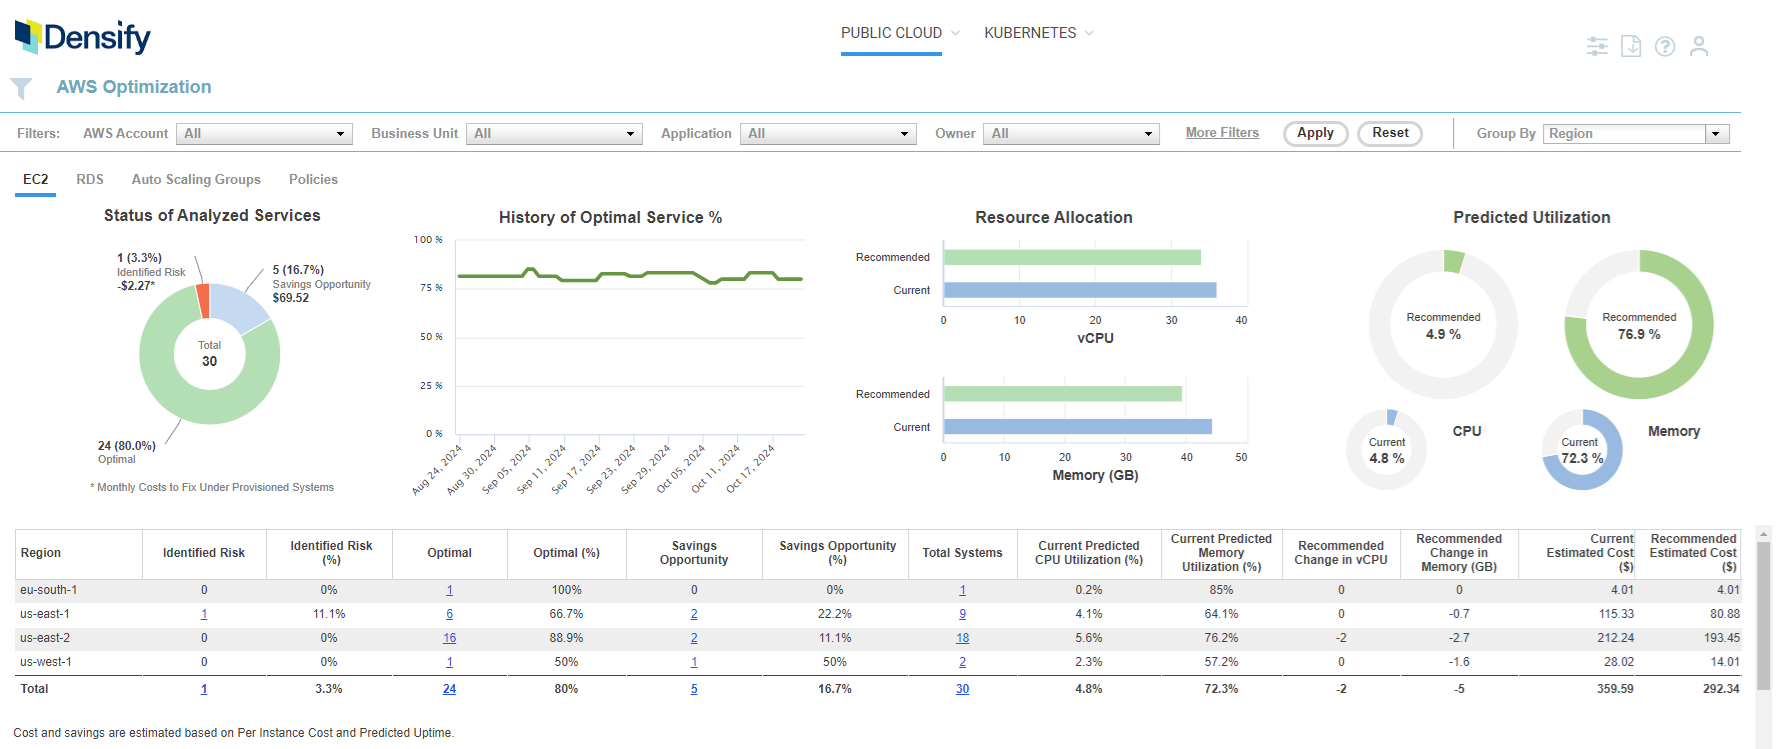 Densify
PUBLIC CLOUD KUBERNETES
AWS Optimization
Filters: AWS Account All Business Unit All Application All Owner All More Filters Apply Reset Group By Region
EC2 RDS Auto Scaling Groups Policies
Status of Analyzed Services
1 (3.3%)
Identified Risk
-$2.27*
5 (16.7%)
Savings Opportunity
$69.52
Total
30
24 (80.0%)
Optimal
* Monthly Costs to Fix Under Provisioned Systems
History of Optimal Service %
100 %
75 %
50 %
25 %
0 %
Aug 24, 2024
Aug 30, 2024
Sep 05, 2024
Sep 11, 2024
Sep 17, 2024
Sep 23, 2024
Sep 29, 2024
Oct 05, 2024
Oct 11, 2024
Oct 17, 2024
Resource Allocation
Recommended
Current
0 10 20 30 40
vCPU
Recommended
Current
0 10 20 30 40 50
Memory (GB)
Predicted Utilization
Recommended
4.9 %
Recommended
76.9 %
Current
4.8 %
CPU
Current
72.3 %
Memory
Region
Identified Risk
Identified Risk
(%)
Optimal
Optimal (%)
Savings
Opportunity
Savings Opportunity
(%)
Total Systems
Current Predicted
CPU Utilization (%)
Current Predicted
Memory
Utilization (%)
Recommended
Change in vCPU
Recommended
Change in
Memory (GB)
Current
Estimated Cost
($)
Recommended
Estimated Cost
($)
eu-south-1 0 0% 1 100% 0 0% 1 0.2% 85% 0 0 4.01 4.01
us-east-1 1 11.1% 6 66.7% 2 22.2% 9 4.1% 64.1% 0 -0.7 115.33 80.88
us-east-2 0 0% 16 88.9% 2 11.1% 18 5.6% 76.2% -2 -2.7 212.24 193.45
us-west-1 0 0% 1 50% 1 50% 2 2.3% 57.2% 0 -1.6 28.02 14.01
Total 1 3.3% 24 80% 5 16.7% 30 4.8% 72.3% -2 -5 359.59 292.34
Cost and savings are estimated based on Per Instance Cost and Predicted Uptime.